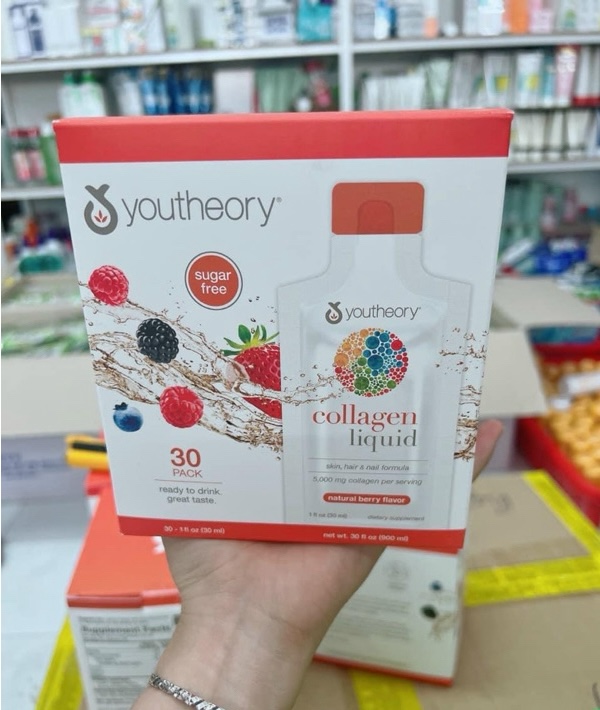 youtheory®
sugar
free
youtheory®
collagen
liquid
skin, hair & nail formula
5,000 mg collagen per serving
natural berry flavor
1 fl oz (30 ml)
dietary supplement
30
PACK
ready to drink.
great taste.
30 - 1 fl oz (30 ml)
net wt. 30 fl oz (900 ml)
Supplement Facts